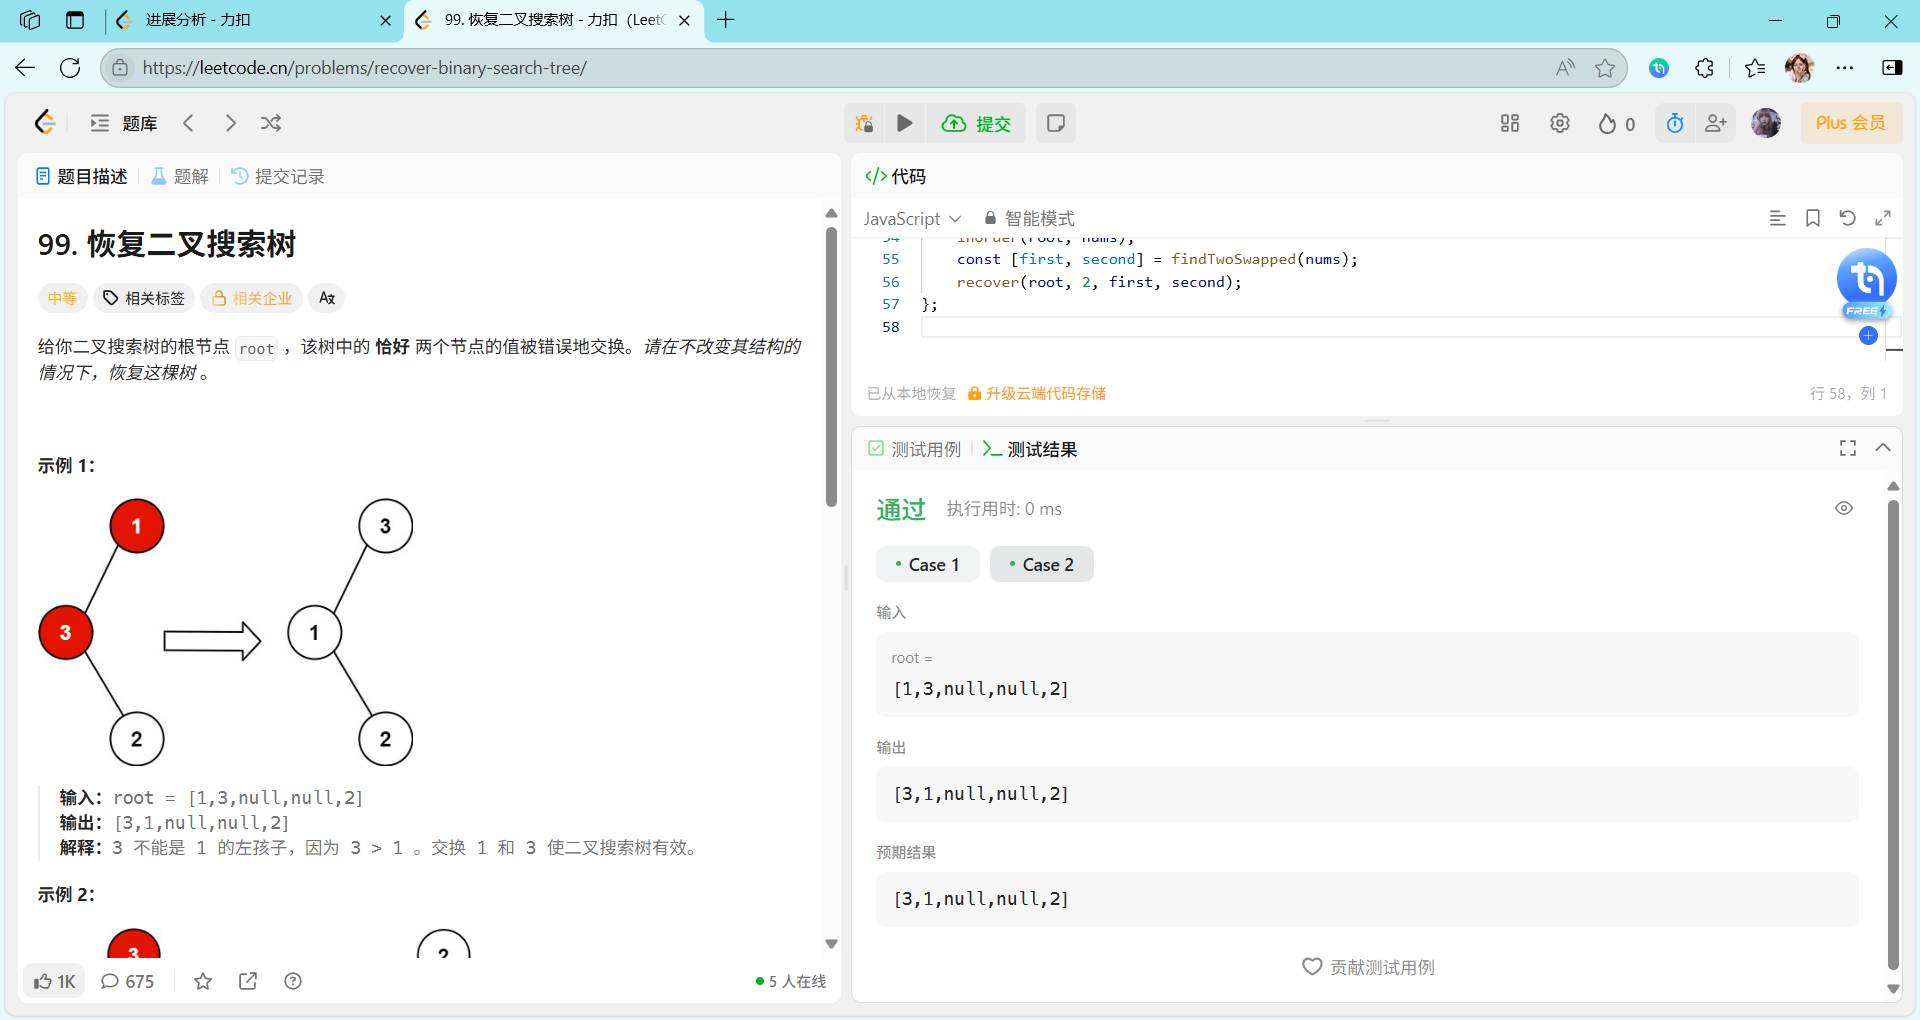 进展分析 - 力扣
99. 恢复二叉搜索树 - 力扣（LeetC
https://leetcode.cn/problems/recover-binary-search-tree/
题库
提交
0
Plus 会员
题目描述
题解
提交记录
99. 恢复二叉搜索树
中等
相关标签
相关企业
给你二叉搜索树的根节点 root ，该树中的 恰好 两个节点的值被错误地交换。请在不改变其结构的
情况下，恢复这棵树 。
示例 1：
1
3
3
1
2
2
输入：root = [1,3,null,null,2]
输出：[3,1,null,null,2]
解释：3 不能是 1 的左孩子，因为 3 > 1 。交换 1 和 3 使二叉搜索树有效。
示例 2：
3
2
1K
675
5 人在线
</> 代码
JavaScript
智能模式
54 inorder(root, nums);
55 const [first, second] = findTwoSwapped(nums);
56 recover(root, 2, first, second);
57 };
58
FREE
已从本地恢复
升级云端代码存储
行 58，列 1
测试用例
测试结果
通过
执行用时: 0 ms
Case 1
Case 2
输入
root =
[1,3,null,null,2]
输出
[3,1,null,null,2]
预期结果
[3,1,null,null,2]
贡献测试用例